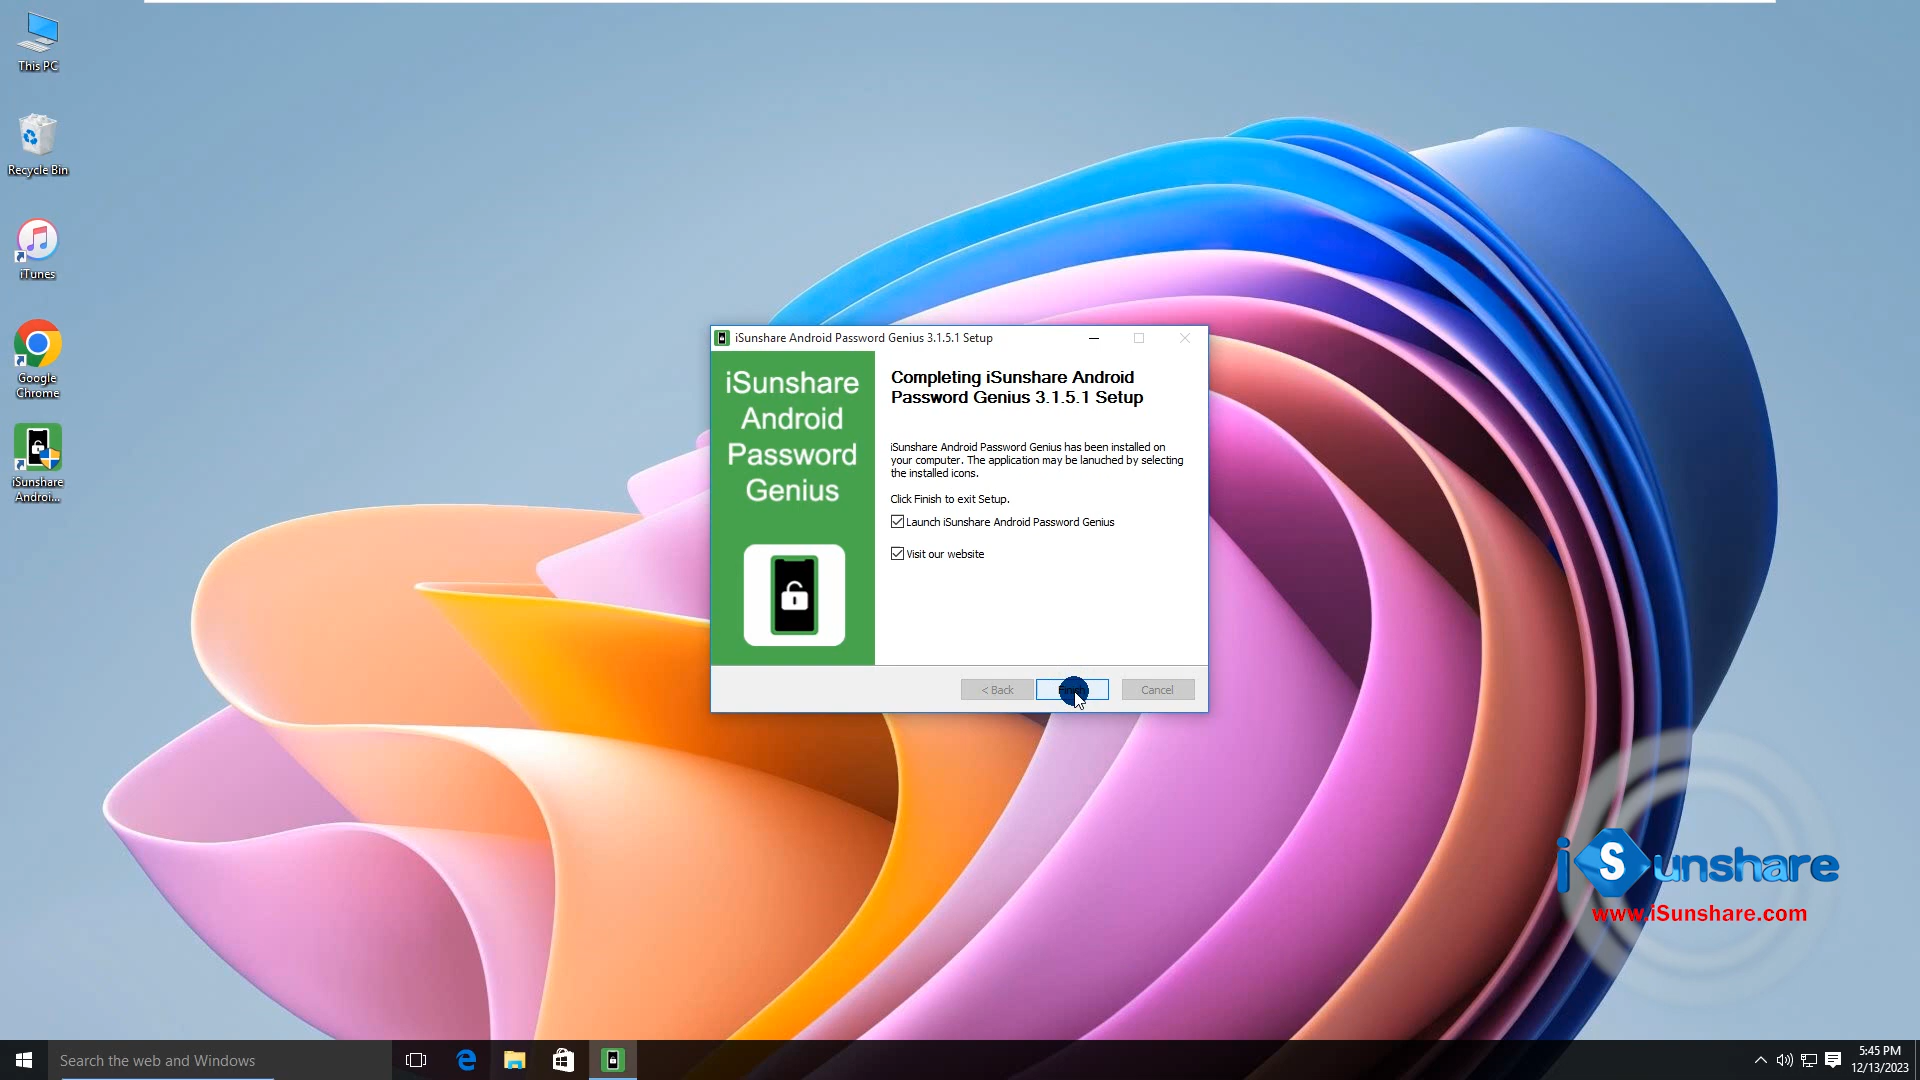 This PC
Recycle Bin
iTunes
Google
Chrome
iSunshare
Androi...
iSunshare Android Password Genius 3.1.5.1 Setup
iSunshare
Android
Password
Genius
Completing iSunshare Android
Password Genius 3.1.5.1 Setup
iSunshare Android Password Genius has been installed on
your computer. The application may be lanuched by selecting
the installed icons.
Click Finish to exit Setup.
Launch iSunshare Android Password Genius
Visit our website
< Back
Finish
Cancel
iSunshare
www.iSunshare.com
Search the web and Windows
5:45 PM
12/13/2023